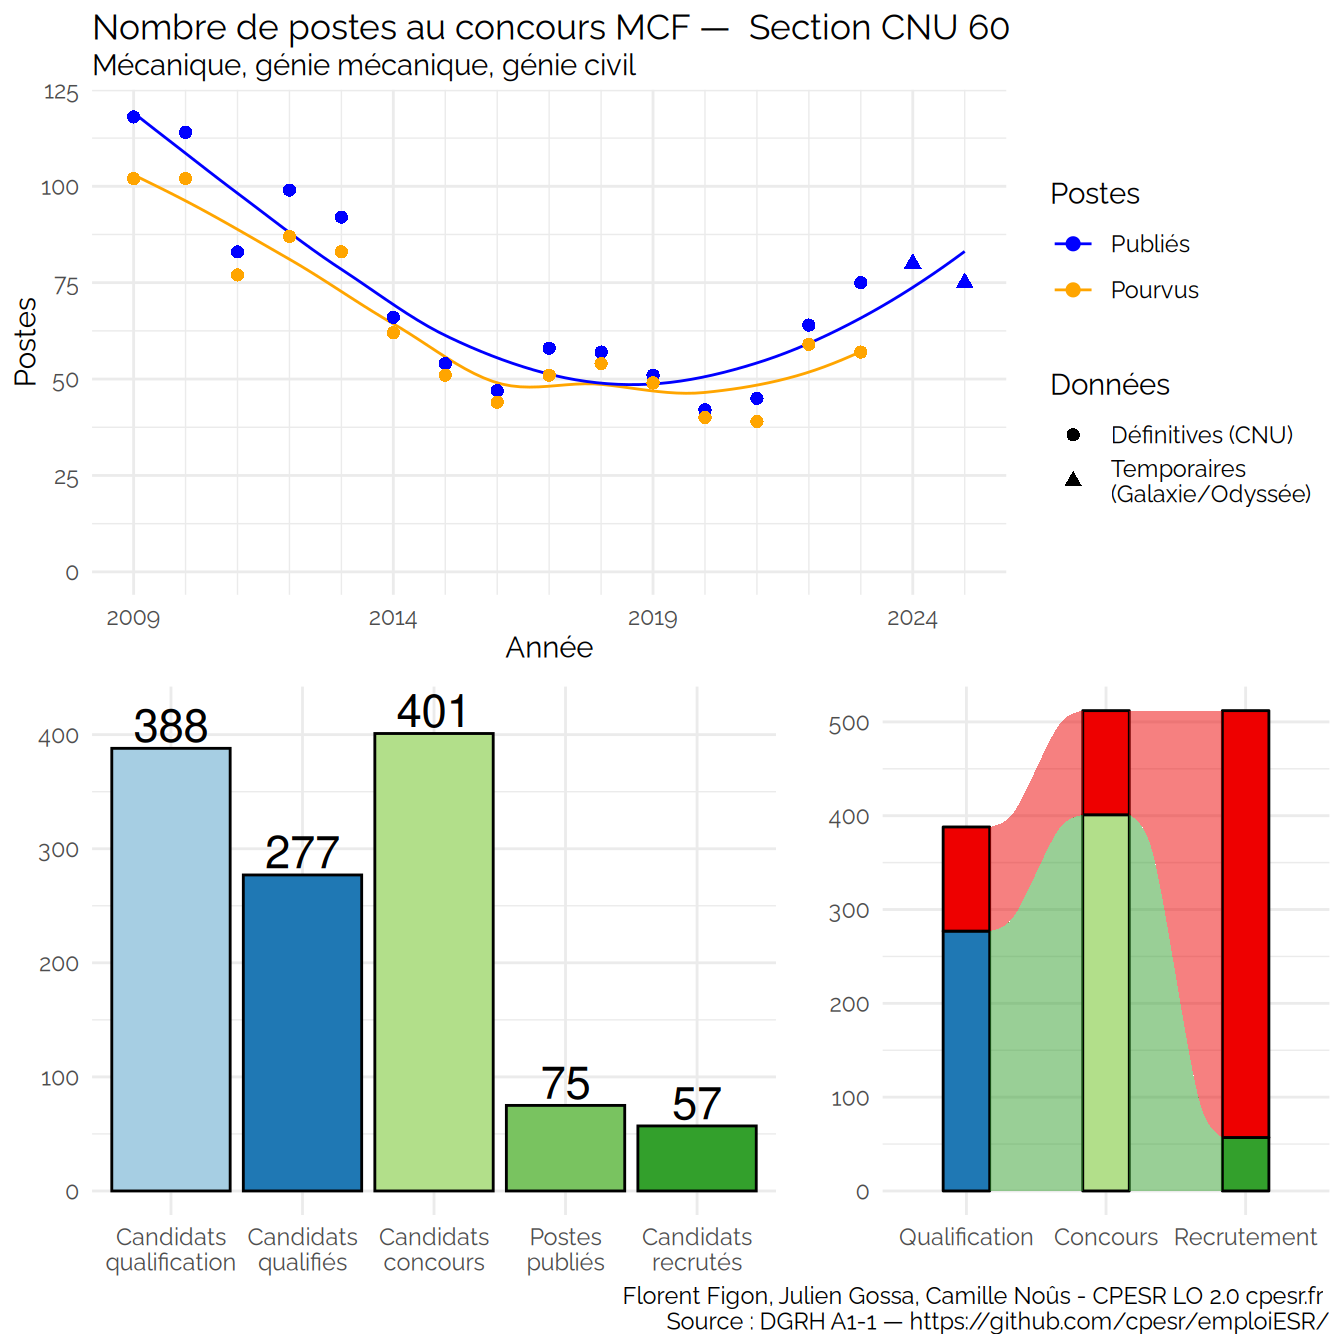 Nombre de postes au concours MCF — Section CNU 60
Mécanique, génie mécanique, génie civil
125
100
75
50
25
0
Postes
2009
2014
2019
2024
Année
Postes
Publiés
Pourvus
Données
Définitives (CNU)
Temporaires
(Galaxie/Odyssée)
400
300
200
100
0
388
277
401
75
57
Candidats
qualification
Candidats
qualifiés
Candidats
concours
Postes
publiés
Candidats
recrutés
500
400
300
200
100
0
Qualification
Concours
Recrutement
Florent Figon, Julien Gossa, Camille Noûs - CPESR LO 2.0 cpesr.fr
Source : DGRH A1-1 — https://github.com/cpesr/emploiESR/